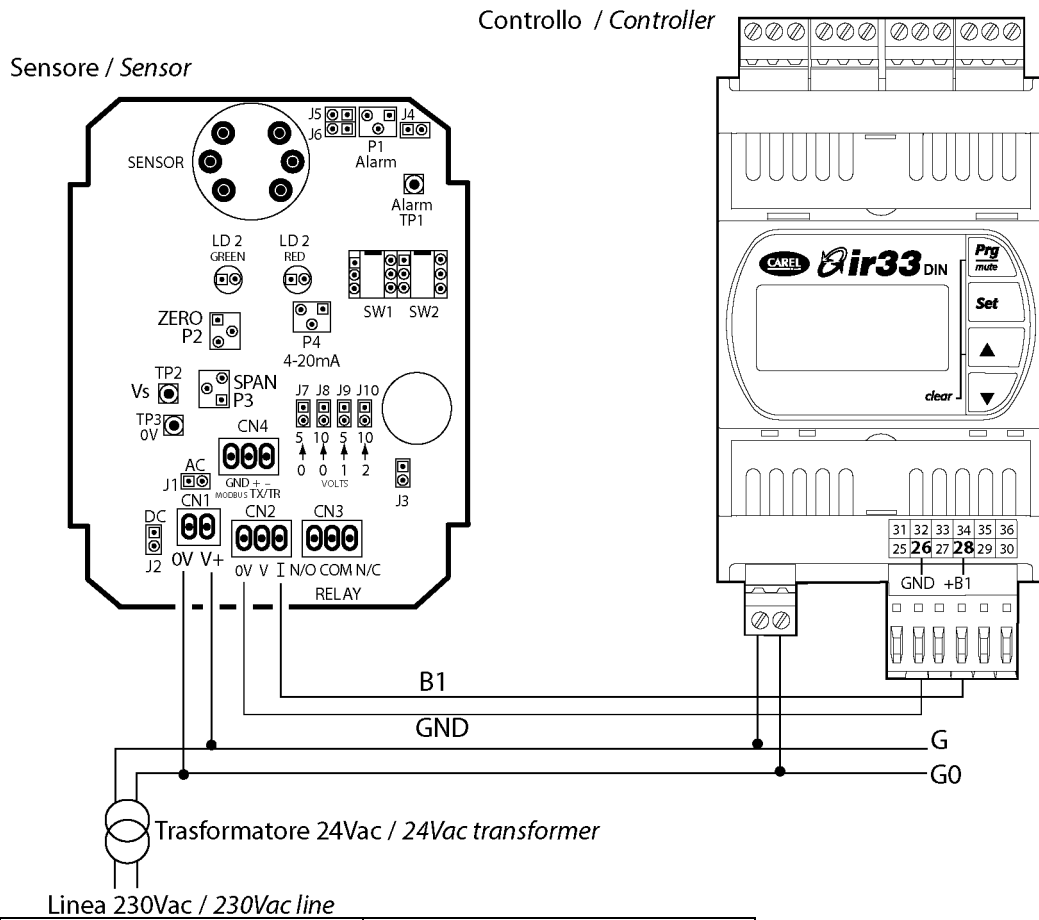 Controllo / Controller
Sensore / Sensor
J5
J6
J4
P1
Alarm
SENSOR
Alarm
TP1
LD 2
GREEN
LD 2
RED
SW1 SW2
ZERO
P2
P4
4-20mA
TP2
Vs
SPAN
P3
TP3
0V
J7 J8 J9 J10
5 10 5 10
0 0 1 2
VOLTS
CN4
GND + -
MODBUS TX/TR
AC
J1
J3
CN1
CN2
CN3
DC
J2
0V V+
0V V I
N/O COM N/C
RELAY
CAREL ir33 DIN
Prg
mute
Set
clear
31 32 33 34 35 36
25 26 27 28 29 30
GND +B1
B1
GND
G
G0
Trasformatore 24Vac / 24Vac transformer
Linea 230Vac / 230Vac line